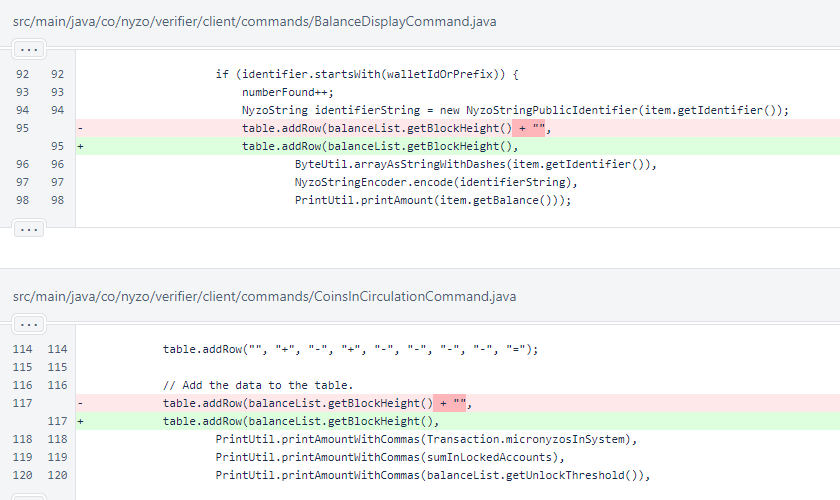 src/main/java/co/nyzo/verifier/client/commands/BalanceDisplayCommand.java
...
92 92 if (identifier.startsWith(walletIdOrPrefix)) {
93 93 numberFound++;
94 94 NyzoString identifierString = new NyzoStringPublicIdentifier(item.getIdentifier());
95 - table.addRow(balanceList.getBlockHeight() + "",
95 + table.addRow(balanceList.getBlockHeight(),
96 96 ByteUtil.arrayAsStringWithDashes(item.getIdentifier()),
97 97 NyzoStringEncoder.encode(identifierString),
98 98 PrintUtil.printAmount(item.getBalance()));
...
src/main/java/co/nyzo/verifier/client/commands/CoinsInCirculationCommand.java
...
114 114 table.addRow("", "+", "-", "+", "-", "-", "-", "-", "=");
115 115
116 116 // Add the data to the table.
117 - table.addRow(balanceList.getBlockHeight() + "",
117 + table.addRow(balanceList.getBlockHeight(),
118 118 PrintUtil.printAmountWithCommas(Transaction.micronyzosInSystem),
119 119 PrintUtil.printAmountWithCommas(sumInLockedAccounts),
120 120 PrintUtil.printAmountWithCommas(balanceList.getUnlockThreshold()),